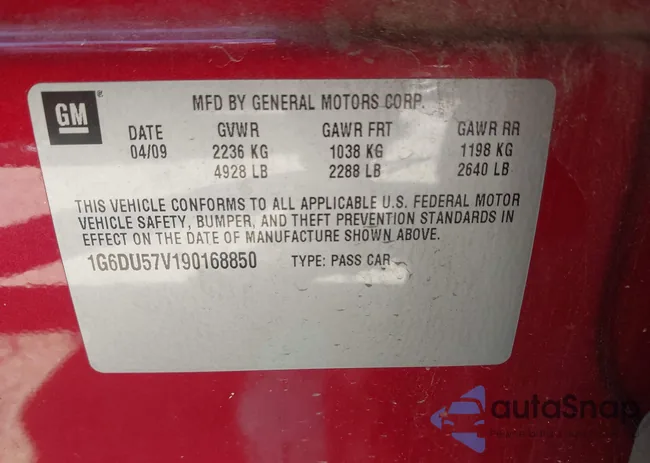 GM
MFD BY GENERAL MOTORS CORP.
DATE GVWR GAWR FRT GAWR RR
04/09 2236 KG 1038 KG 1198 KG
4928 LB 2288 LB 2640 LB
THIS VEHICLE CONFORMS TO ALL APPLICABLE U.S. FEDERAL MOTOR
VEHICLE SAFETY, BUMPER, AND THEFT PREVENTION STANDARDS IN
EFFECT ON THE DATE OF MANUFACTURE SHOWN ABOVE.
1G6DU57V190168850 TYPE: PASS CAR
autoSnap